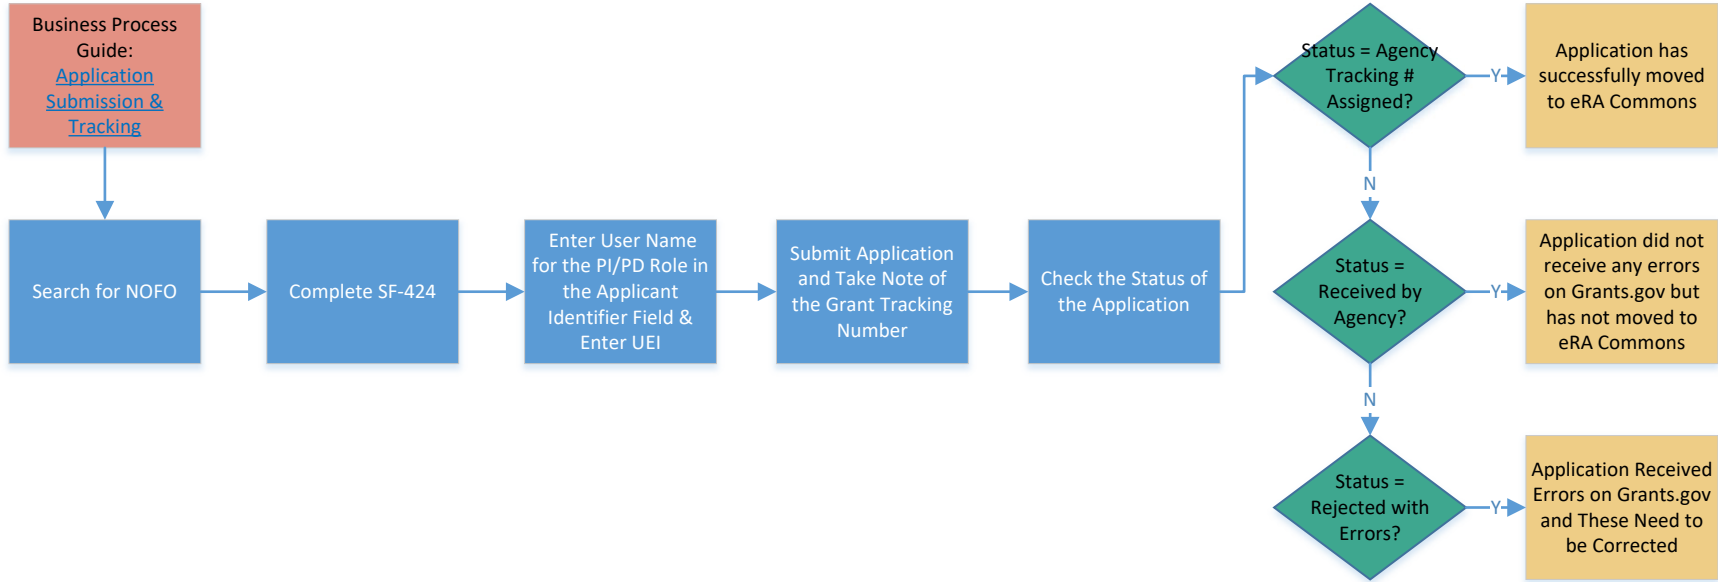 Business Process
Guide:
Application
Submission &
Tracking
Search for NOFO
Complete SF-424
Enter User Name
for the PI/PD Role in
the Applicant
Identifier Field &
Enter UEI
Submit Application
and Take Note of
the Grant Tracking
Number
Check the Status of
the Application
Status = Agency
Tracking #
Assigned?
Y
Application has
successfully moved
to eRA Commons
N
Status =
Received by
Agency?
Y
Application did not
receive any errors
on Grants.gov but
has not moved to
eRA Commons
N
Status =
Rejected with
Errors?
Y
Application Received
Errors on Grants.gov
and These Need to
be Corrected